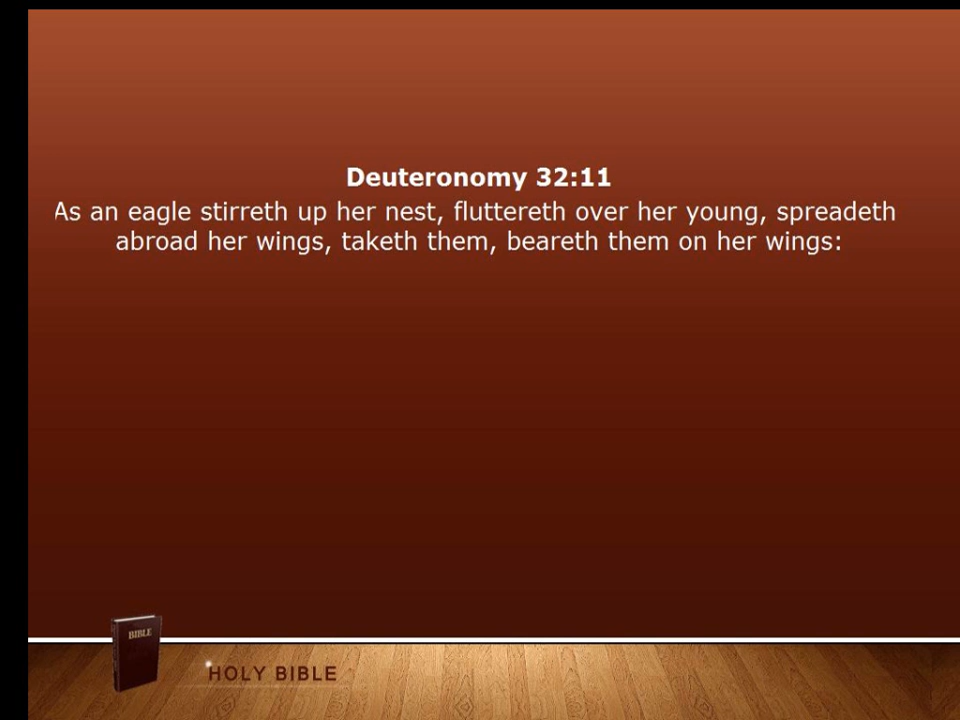 Deuteronomy 32:11
As an eagle stirreth up her nest, fluttereth over her young, spreadeth
abroad her wings, taketh them, beareth them on her wings:
BIBLE
HOLY BIBLE